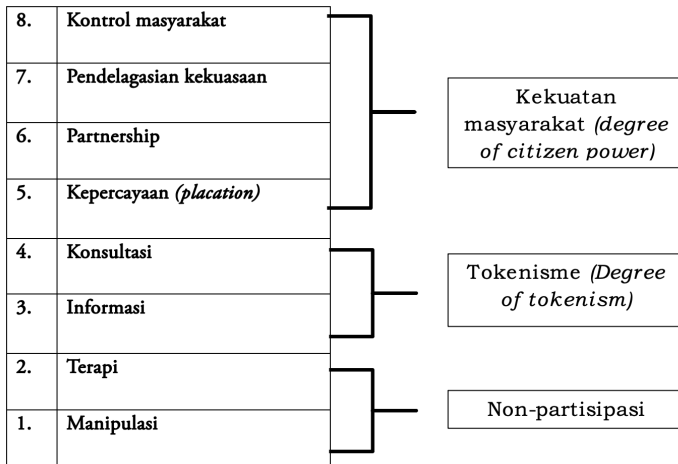 8. Kontrol masyarakat
7. Pendelagasian kekuasaan
6. Partnership
5. Kepercayaan (placation)
4. Konsultasi
3. Informasi
2. Terapi
1. Manipulasi
Kekuatan
masyarakat (degree
of citizen power)
Tokenisme (Degree
of tokenism)
Non-partisipasi